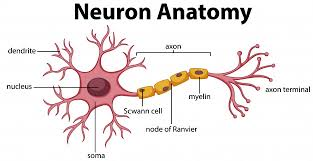 Neuron Anatomy
dendrite
axon
nucleus
axon terminal
myelin
Scwann cell
node of Ranvier
soma